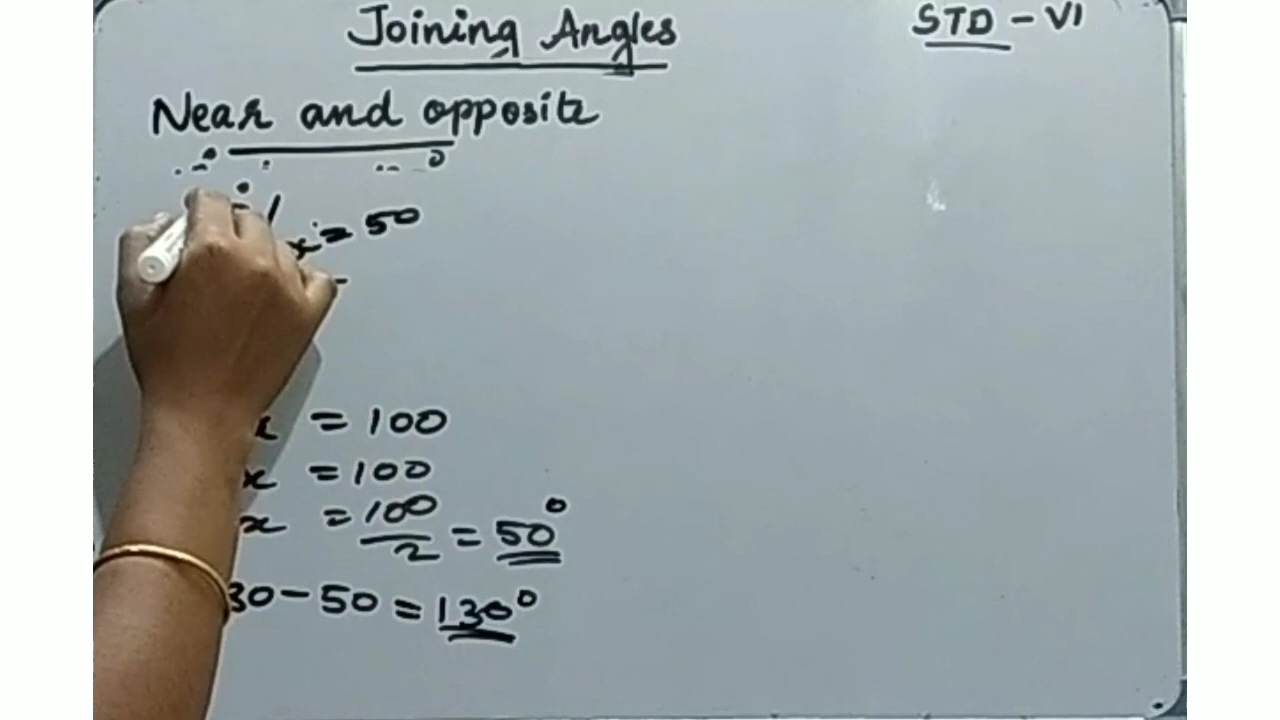 Joining Angles
STD - VI
Near and opposite
x = 50
x = 100
x = 100
x = 100/2 = 50°
30 - 50 = 130°